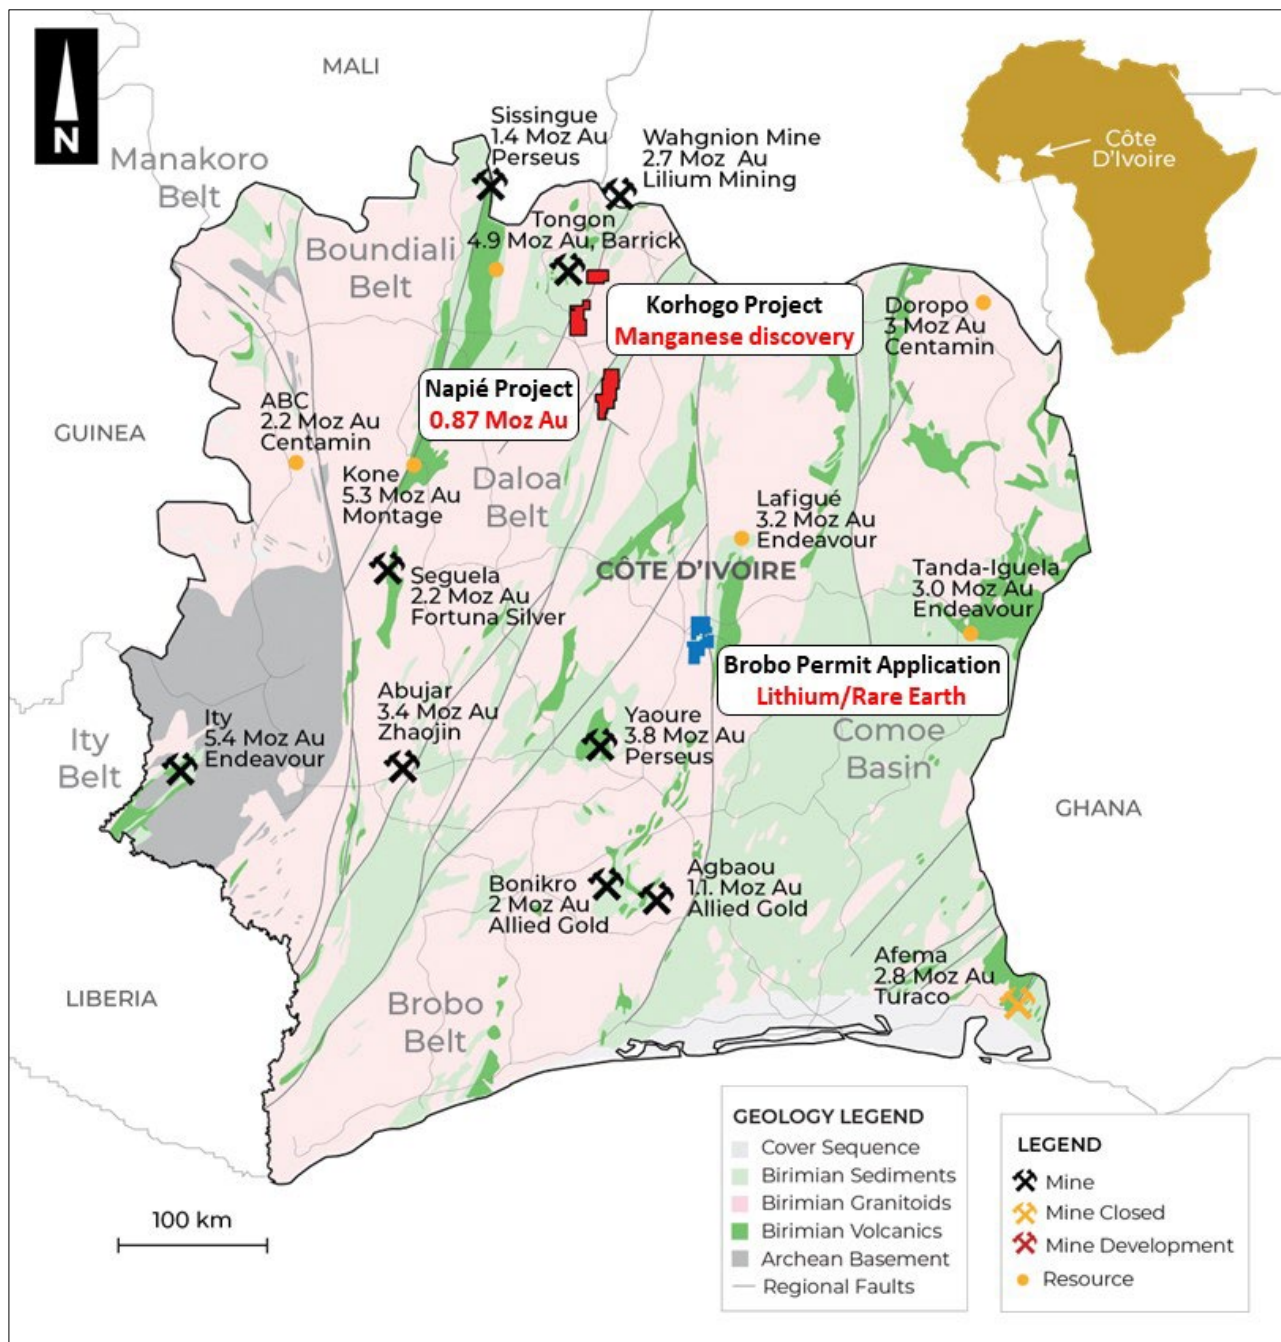 MALI
N
Manakoro
Belt
Sissingue
1.4 Moz Au
Perseus
Wahgnion Mine
2.7 Moz Au
Lilium Mining
Côte
D'Ivoire
Tongon
4.9 Moz Au, Barrick
Boundiali
Belt
Korhogo Project
Manganese discovery
Doropo
3 Moz Au
Centamin
Napié Project
0.87 Moz Au
ABC
2.2 Moz Au
Centamin
GUINEA
Kone
5.3 Moz Au
Montage
Daloa
Belt
Lafigué
3.2 Moz Au
Endeavour
CÔTE D'IVOIRE
Seguela
2.2 Moz Au
Fortuna Silver
Tanda-Iguela
3.0 Moz Au
Endeavour
Brobo Permit Application
Lithium/Rare Earth
Abujar
3.4 Moz Au
Zhaojin
Ity
5.4 Moz Au
Endeavour
Ity
Belt
Yaoure
3.8 Moz Au
Perseus
Comoe
Basin
GHANA
Bonikro
2 Moz Au
Allied Gold
Agbaou
1.1. Moz Au
Allied Gold
Afema
2.8 Moz Au
Turaco
LIBERIA
Brobo
Belt
100 km
GEOLOGY LEGEND
Cover Sequence
Birimian Sediments
Birimian Granitoids
Birimian Volcanics
Archean Basement
Regional Faults
LEGEND
Mine
Mine Closed
Mine Development
Resource